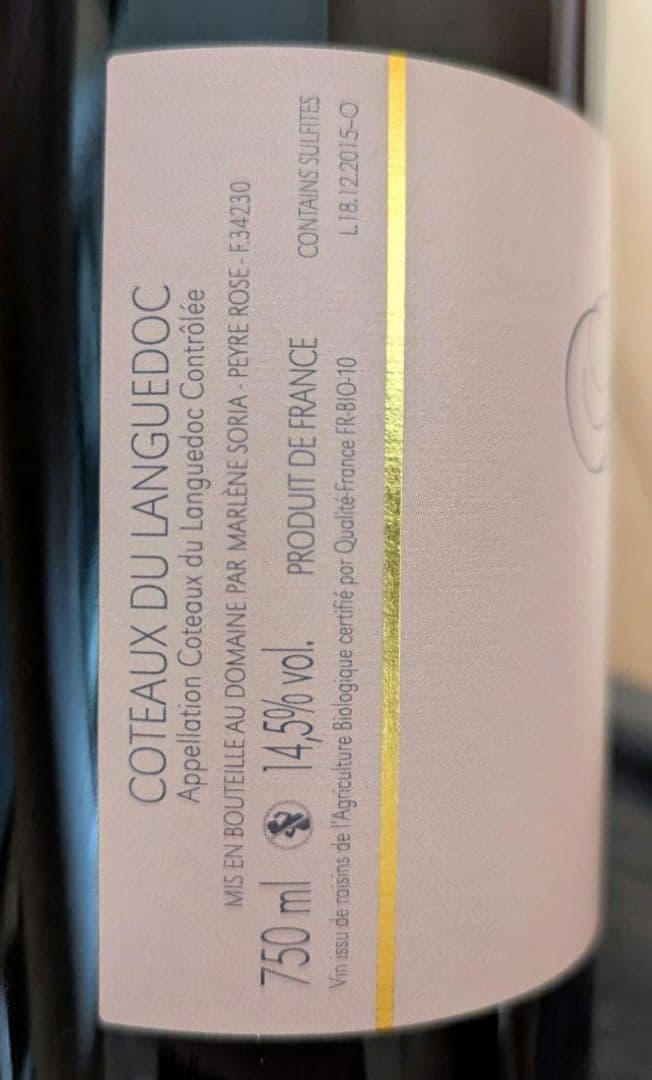 COTEAUX DU LANGUEDOC
Appellation Coteaux du Languedoc Contrôlée
MIS EN BOUTEILLE AU DOMAINE PAR MARLÈNE SORIA - PEYRE ROSE - F.34230
750 ml 14,5% vol. PRODUIT DE FRANCE CONTAINS SULFITES
Vin issu de raisins de l'Agriculture Biologique certifié par Qualité-France FR-BIO-10 L18.12.2015-O